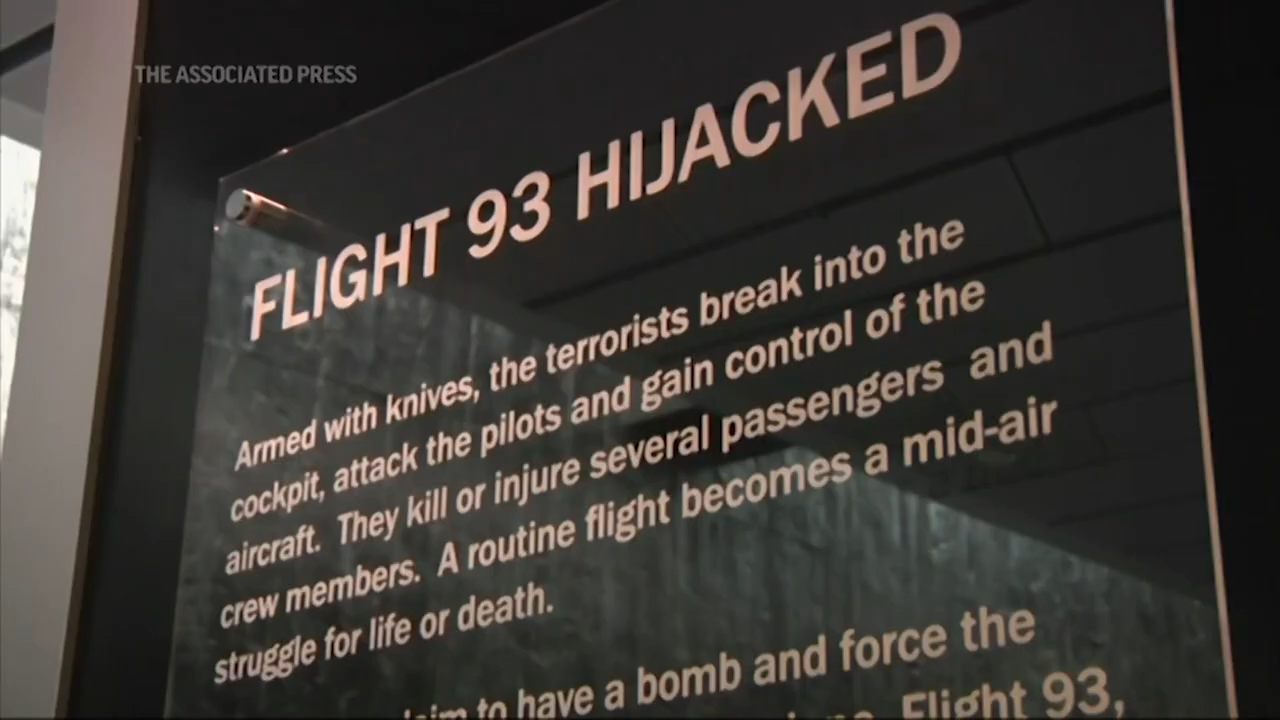 THE ASSOCIATED PRESS
FLIGHT 93 HIJACKED
Armed with knives, the terrorists break into the
cockpit, attack the pilots and gain control of the
aircraft. They kill or injure several passengers and
crew members. A routine flight becomes a mid-air
struggle for life or death.
to have a bomb and force the
Flight 93,